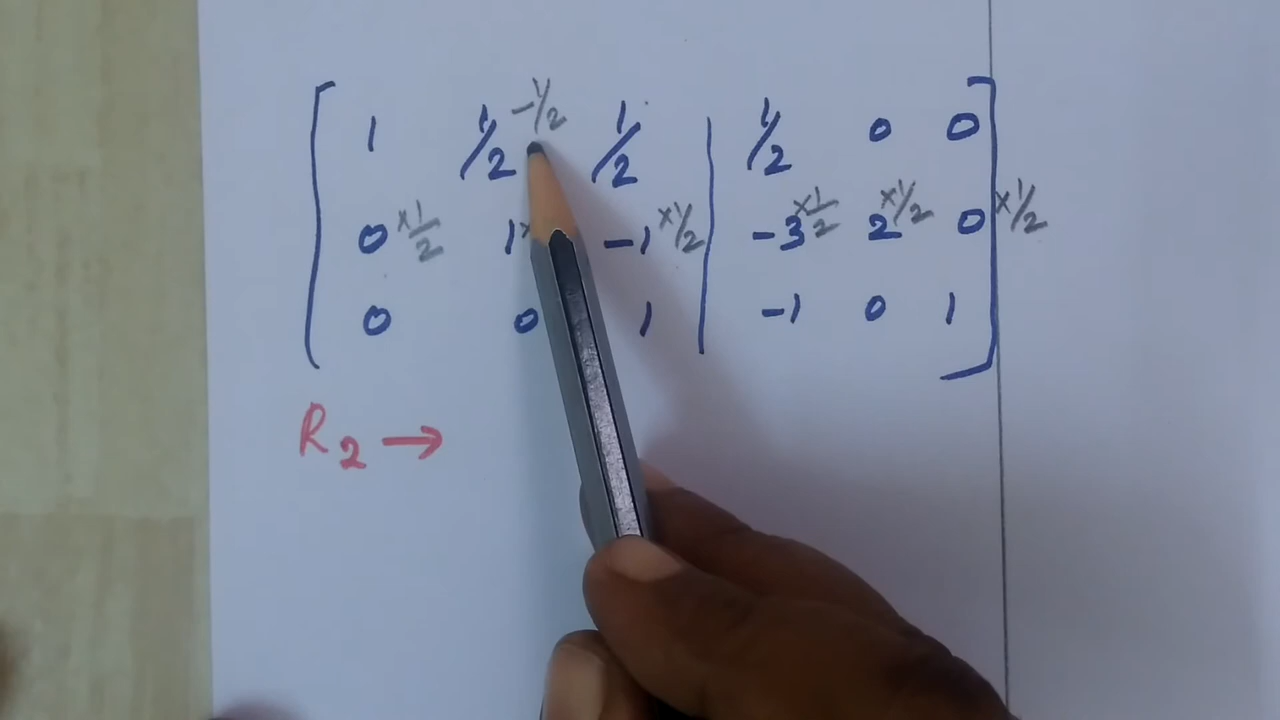 1 1/2 -1/2 1/2 | 1/2 0 0
0 ×1/2 1× -1 ×1/2 | -3 ×1/2 2 ×1/2 0 ×1/2
0 0 1 | -1 0 1
R2 →